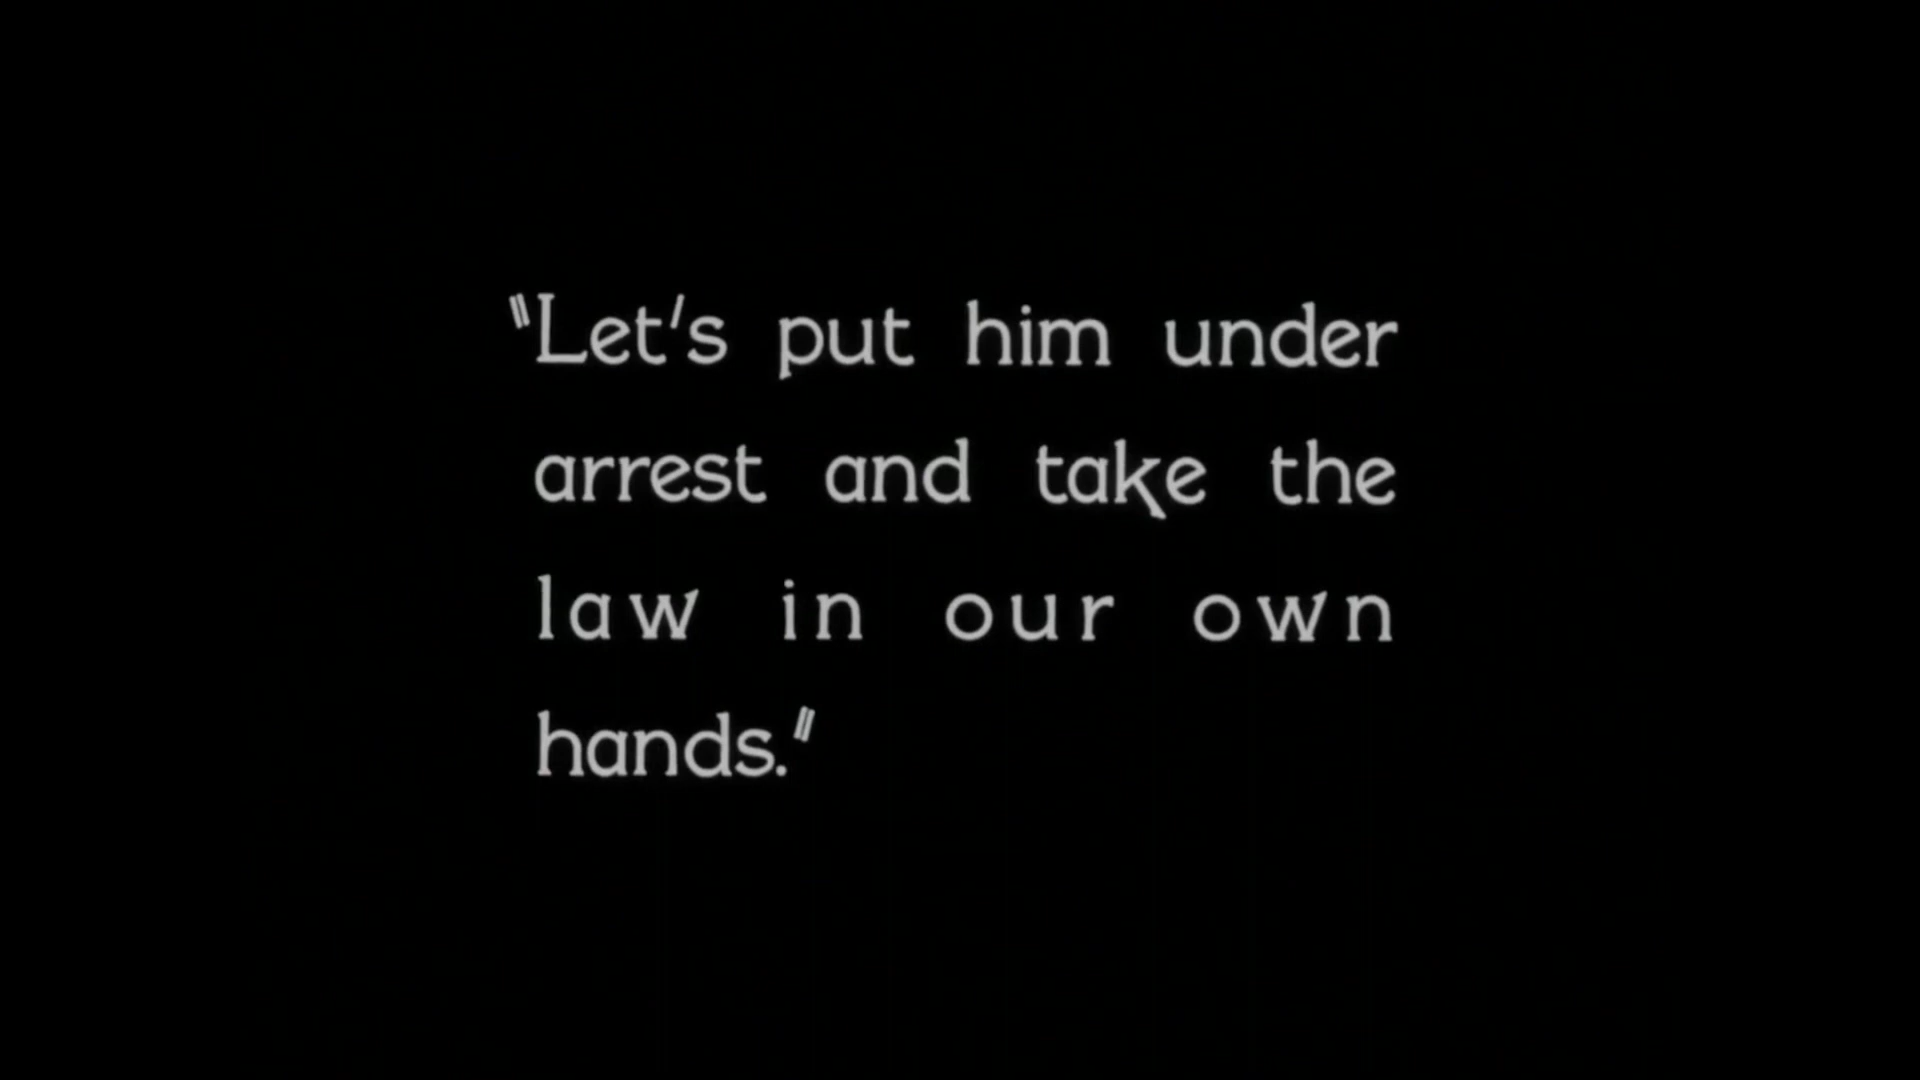 "Let's put him under
arrest and take the
law in our own
hands."